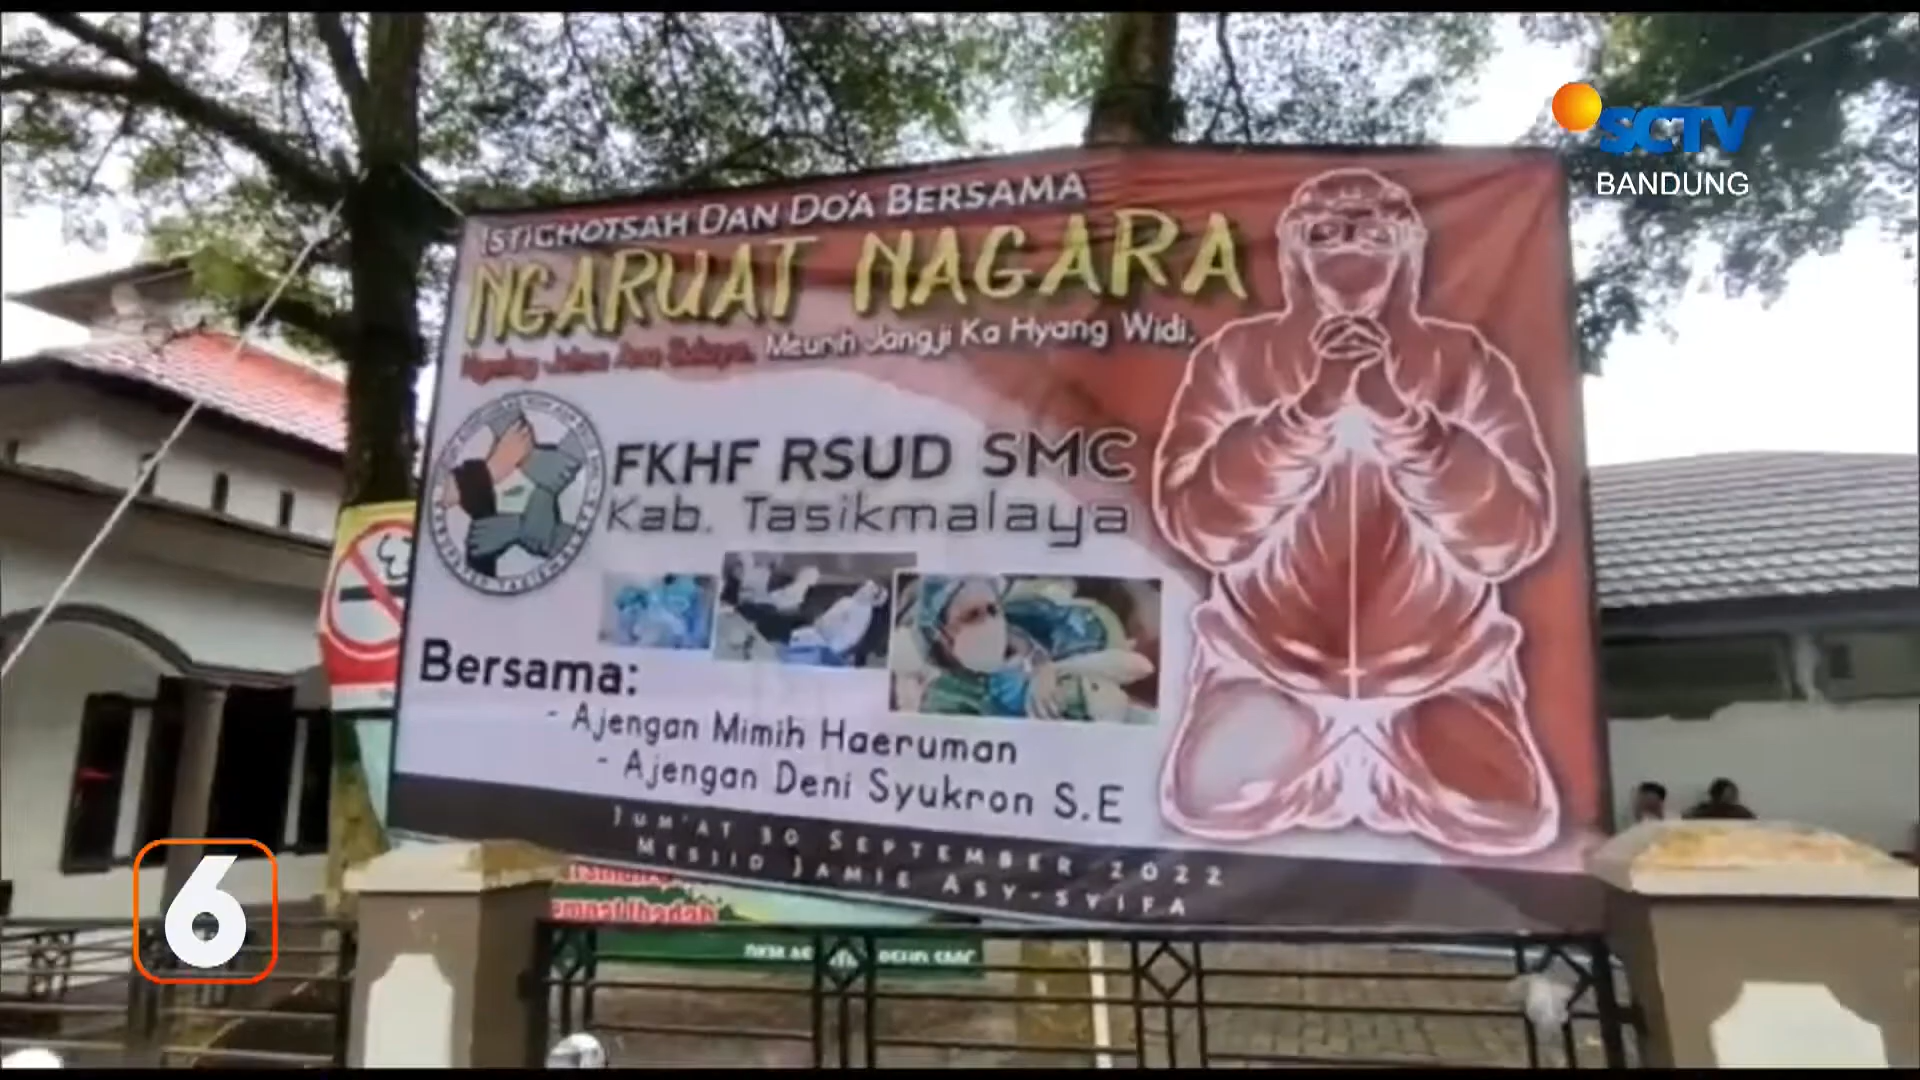 SCTV
BANDUNG
ISTIGHOTSAH DAN DO'A BERSAMA
NGARUAT NAGARA
Meunh Jangji Ka Hyang Widi.
FKHF RSUD SMC
Kab. Tasikmalaya
Bersama:
- Ajengan Mimih Haeruman
- Ajengan Deni Syukron S.E
JUM'AT 30 SEPTEMBER 2022
MESJID JAMIE ASY-SYIFA
6